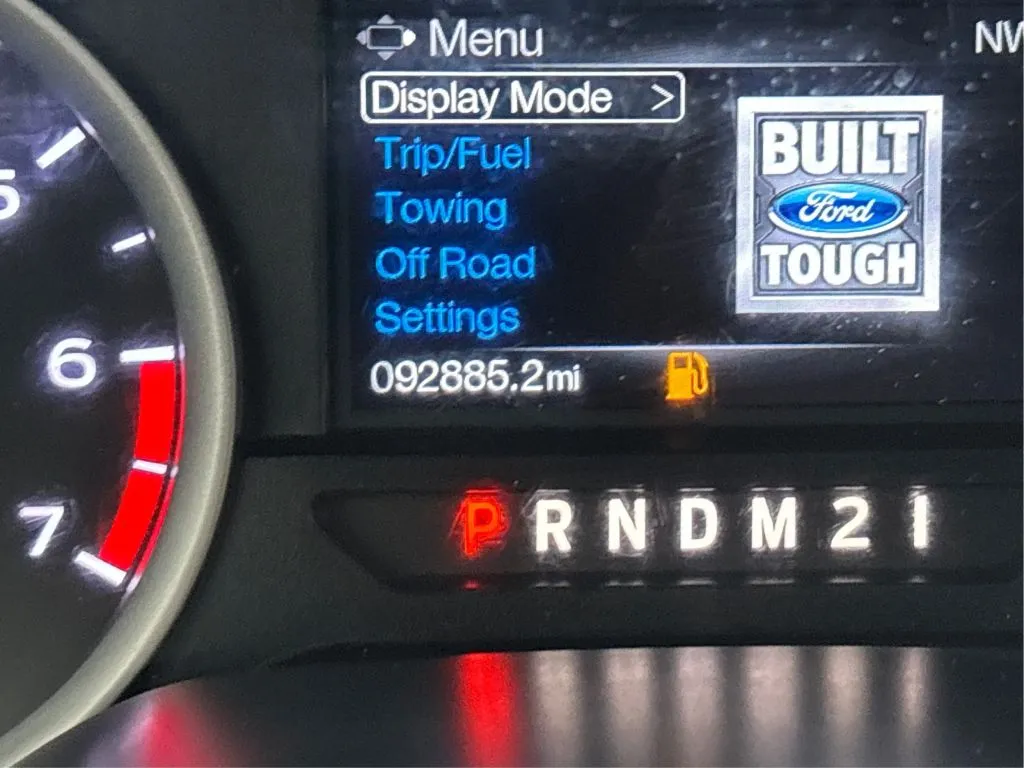 Menu
NW
Display Mode >
Trip/Fuel
Towing
Off Road
Settings
BUILT
Ford
TOUGH
092885.2mi
5
6
7
P R N D M 2 1